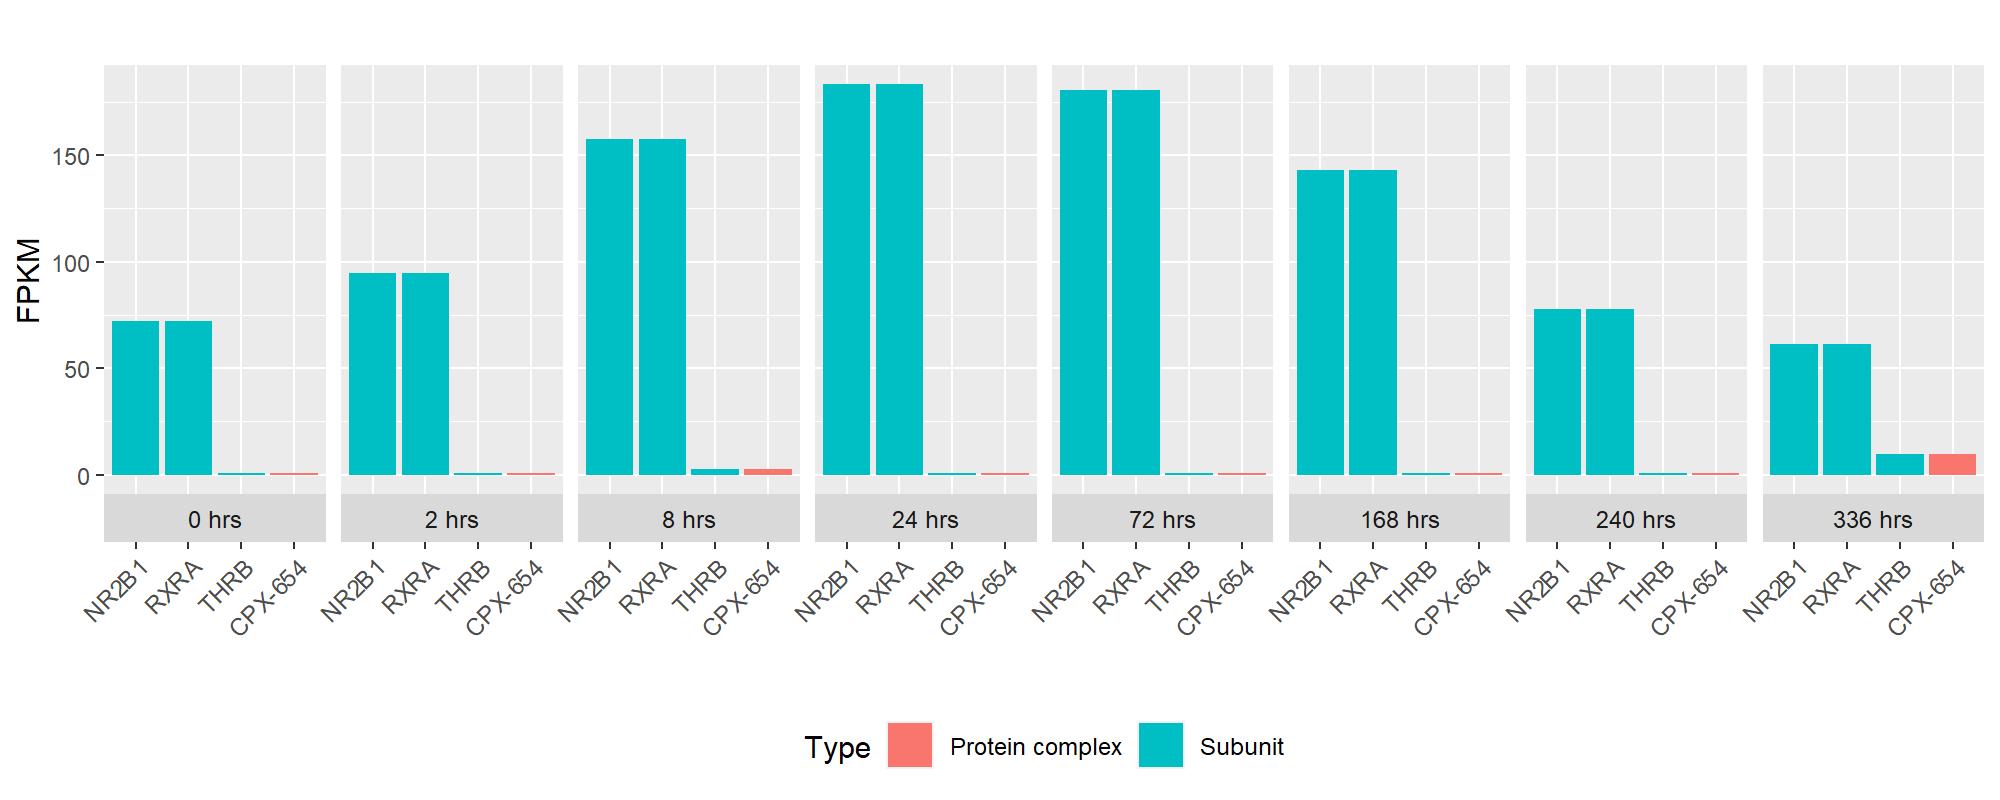 FPKM
150
100
50
0
0 hrs 2 hrs 8 hrs 24 hrs 72 hrs 168 hrs 240 hrs 336 hrs
NR2B1 RXRA THRB CPX-654 NR2B1 RXRA THRB CPX-654 NR2B1 RXRA THRB CPX-654 NR2B1 RXRA THRB CPX-654 NR2B1 RXRA THRB CPX-654 NR2B1 RXRA THRB CPX-654 NR2B1 RXRA THRB CPX-654 NR2B1 RXRA THRB CPX-654
Type Protein complex Subunit